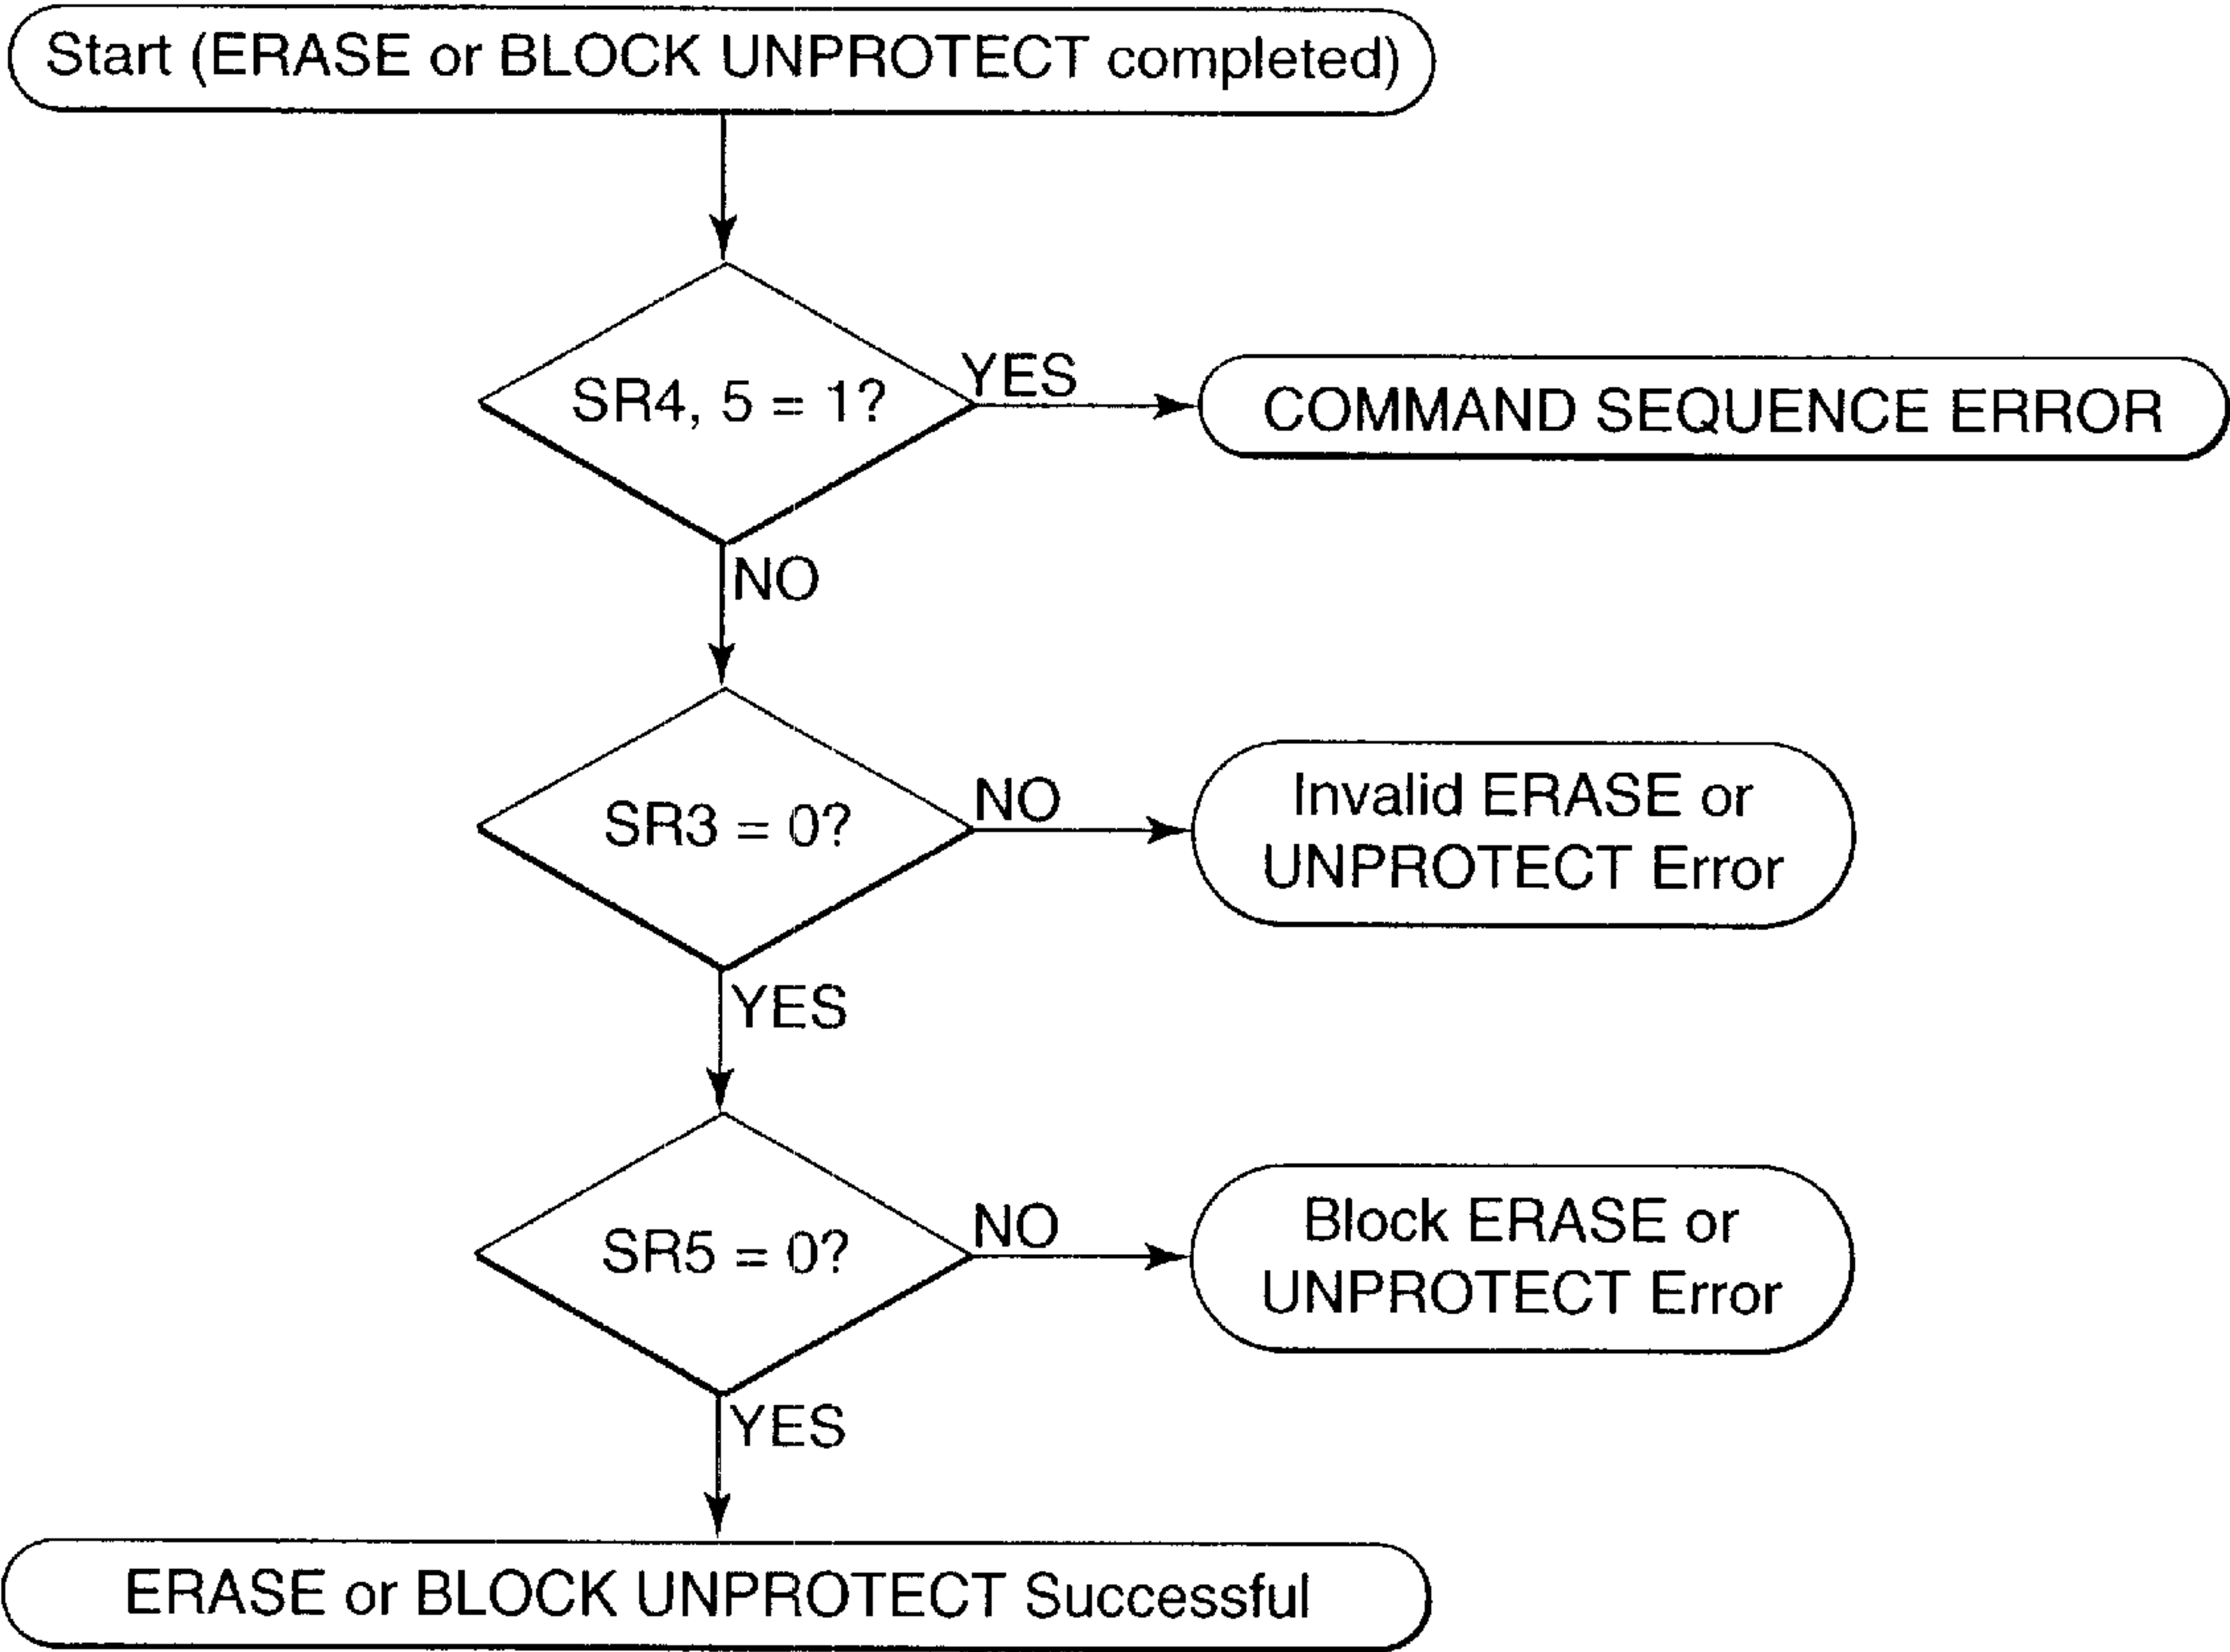 Start (ERASE or BLOCK UNPROTECT completed)
SR4, 5 = 1?
YES
COMMAND SEQUENCE ERROR
NO
SR3 = 0?
NO
Invalid ERASE or
UNPROTECT Error
YES
SR5 = 0?
NO
Block ERASE or
UNPROTECT Error
YES
ERASE or BLOCK UNPROTECT Successful